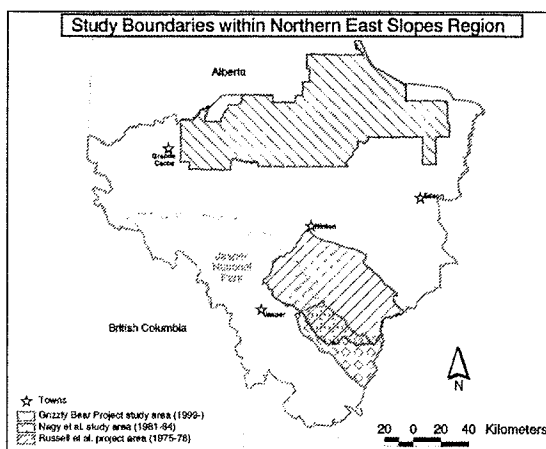 Study Boundaries within Northern East Slopes Region
Alberta
Grande
Cache
Edson
Hinton
Jasper
National
Park
Jasper
British Columbia
N
Towns
Grizzly Bear Project study area (1999-)
Nagy et al. study area (1981-84)
Russell et al. project area (1975-78)
20 0 20 40 Kilometers